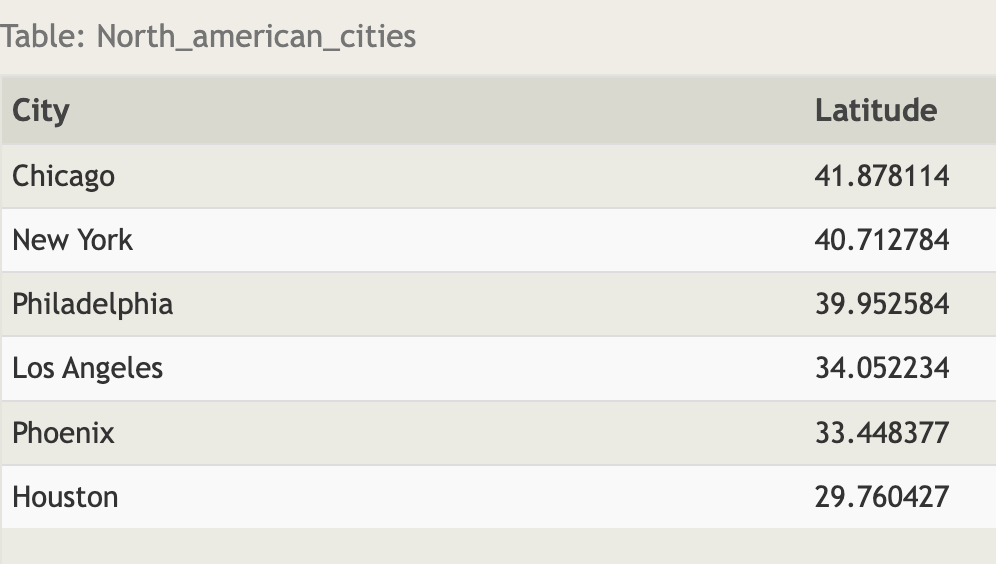 Table: North_american_cities
City Latitude
Chicago 41.878114
New York 40.712784
Philadelphia 39.952584
Los Angeles 34.052234
Phoenix 33.448377
Houston 29.760427